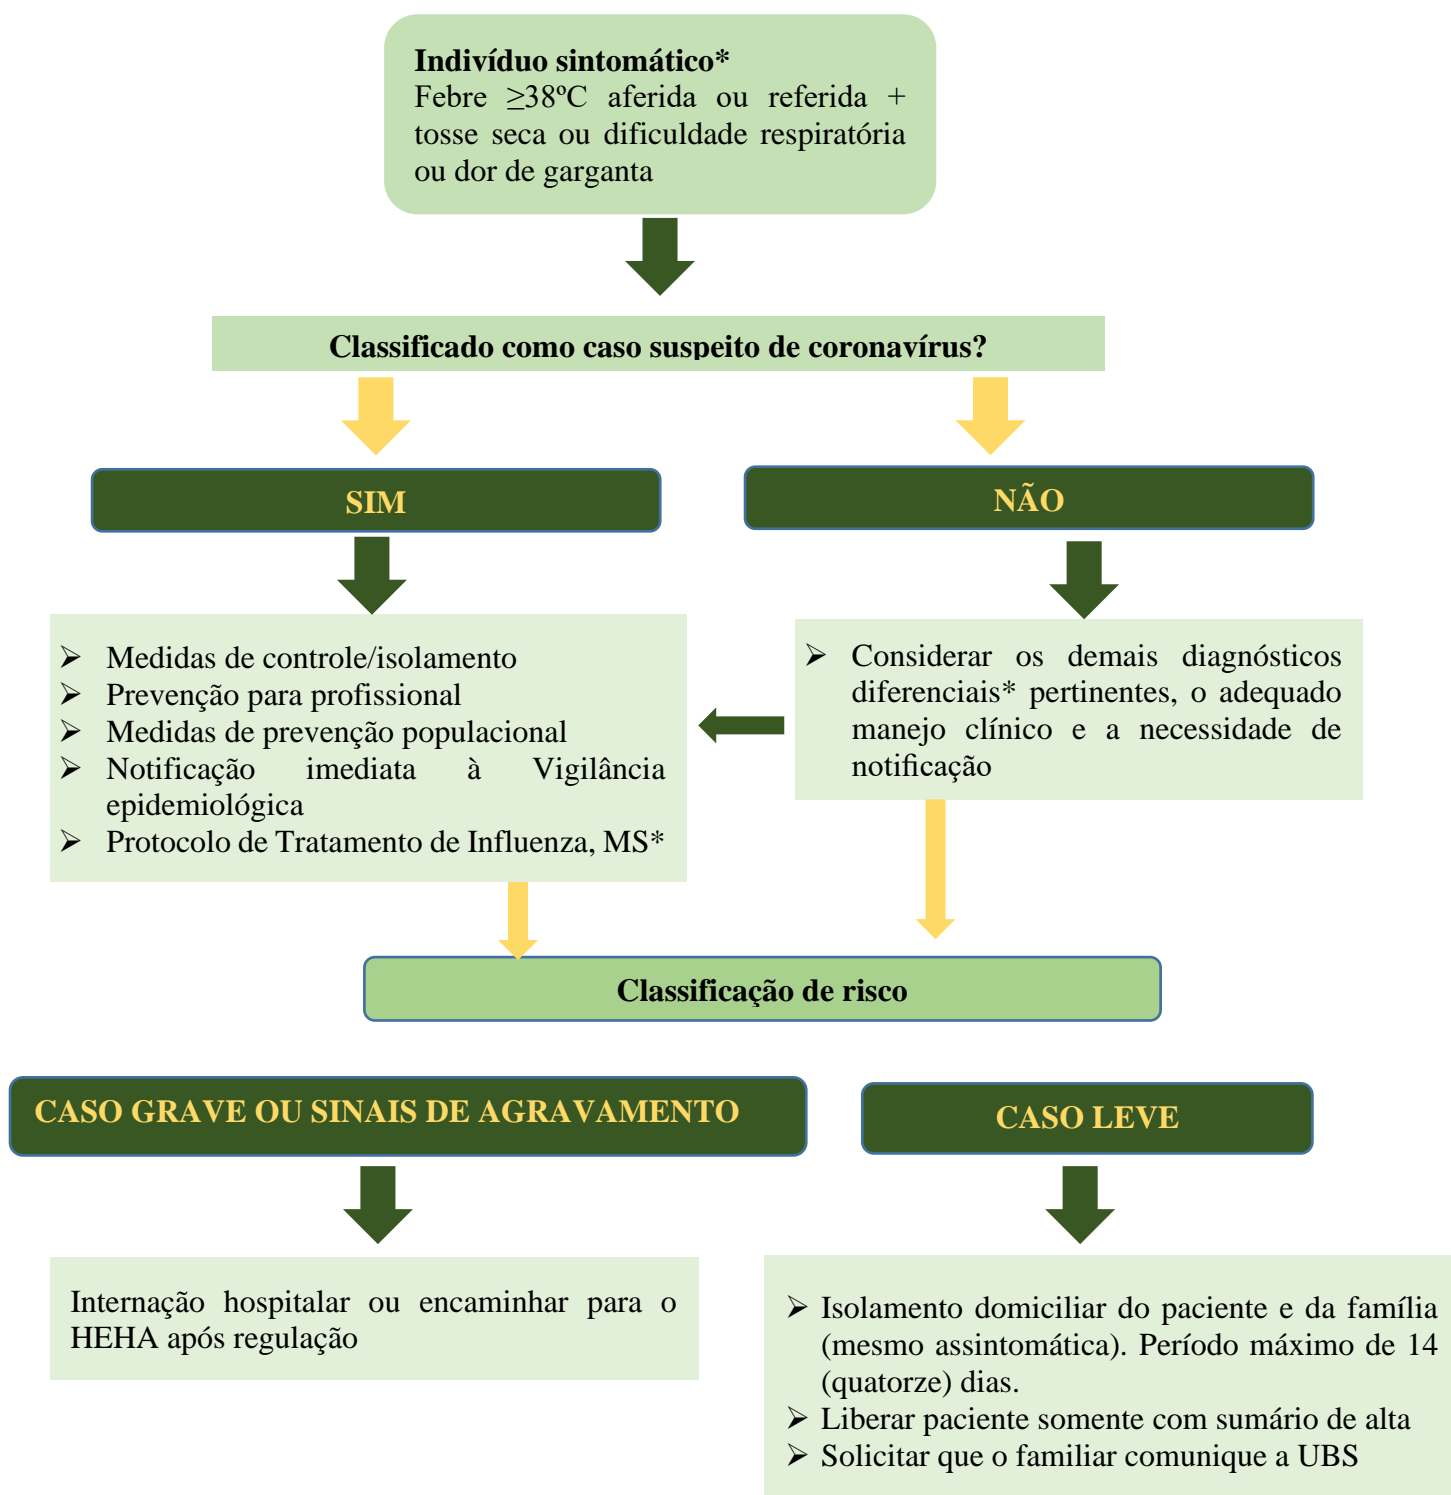 Indivíduo sintomático*
Febre ≥38ºC aferida ou referida +
tosse seca ou dificuldade respiratória
ou dor de garganta
Classificado como caso suspeito de coronavírus?
SIM
NÃO
➢ Medidas de controle/isolamento
➢ Prevenção para profissional
➢ Medidas de prevenção populacional
➢ Notificação imediata à Vigilância
epidemiológica
➢ Protocolo de Tratamento de Influenza, MS*
➢ Considerar os demais diagnósticos
diferenciais* pertinentes, o adequado
manejo clínico e a necessidade de
notificação
Classificação de risco
CASO GRAVE OU SINAIS DE AGRAVAMENTO
CASO LEVE
Internação hospitalar ou encaminhar para o
HEHA após regulação
➢ Isolamento domiciliar do paciente e da família
(mesmo assintomática). Período máximo de 14
(quatorze) dias.
➢ Liberar paciente somente com sumário de alta
➢ Solicitar que o familiar comunique a UBS